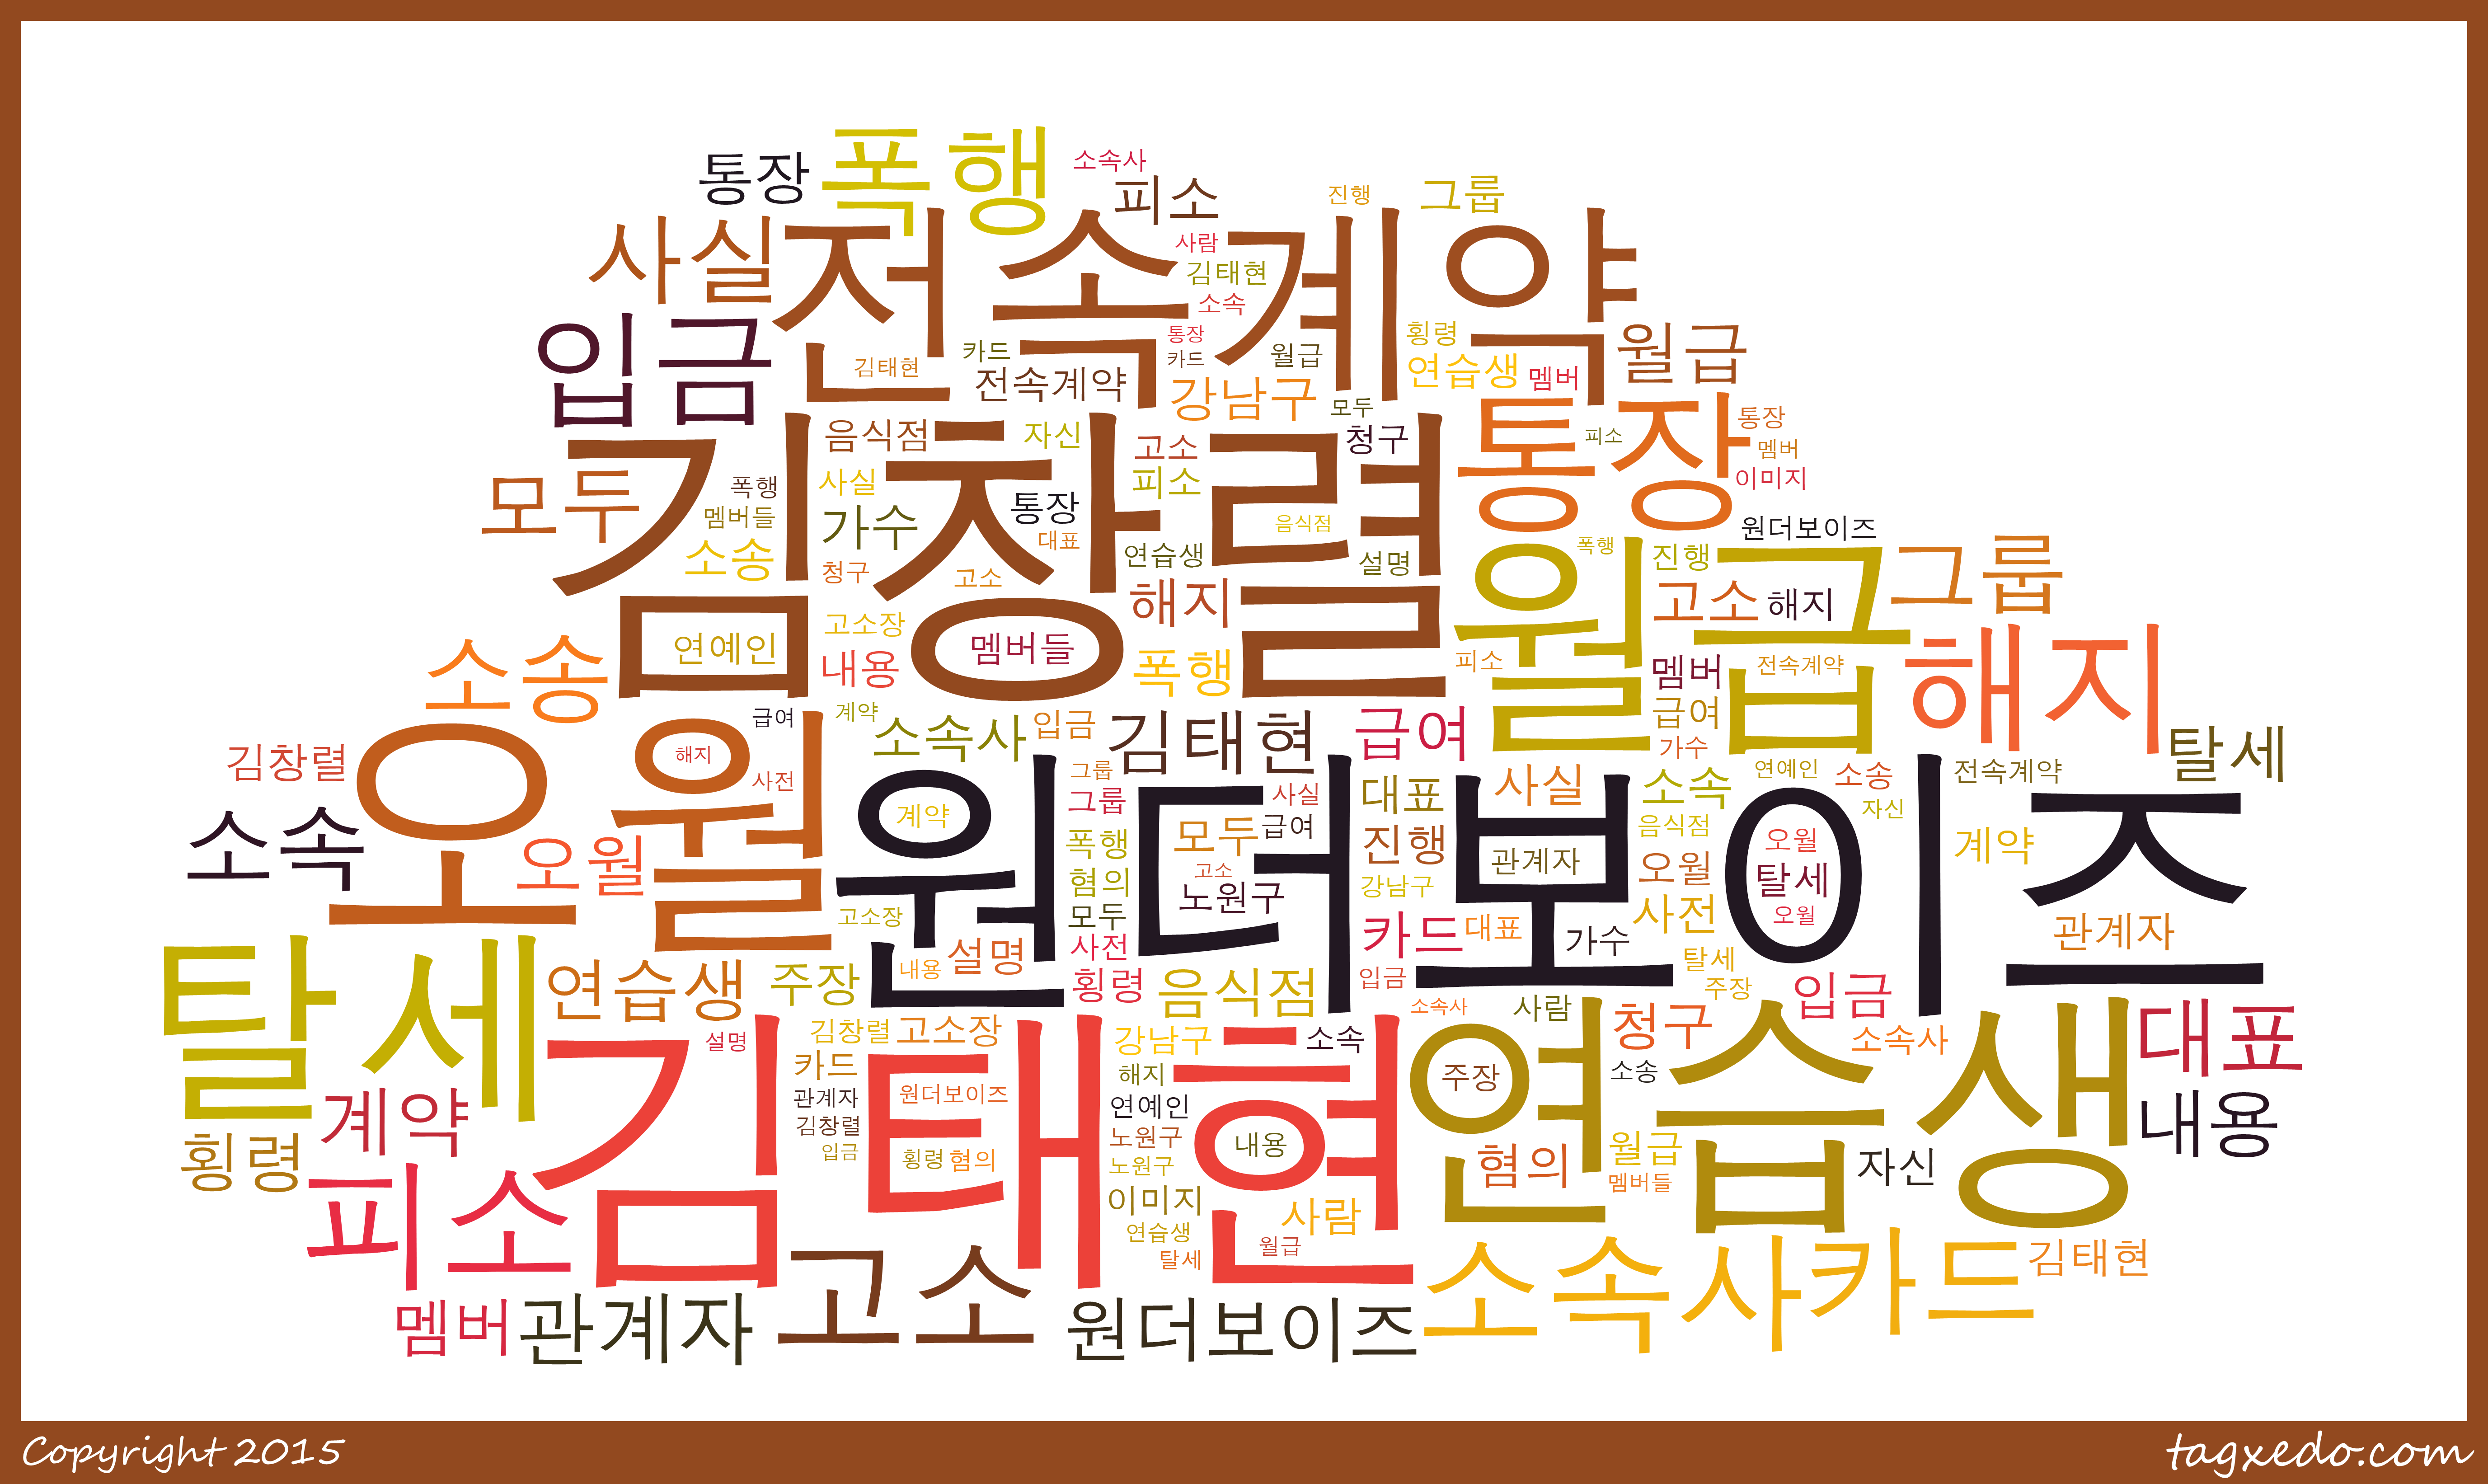 통장 폭행 소속사
피소 진행 그룹
사실 전속계약 사람
김태현
소속
입금 통장 횡령 월급
카드 카드 월급 연습생 멤버
김태현 전속계약 강남구 모두
김창렬 통장 통장
음식점 자신 고소 청구 피소 멤버
모두 폭행 사실 피소 이미지
멤버들 가수 통장 음식점 원더보이즈
소송 대표 연습생 설명 폭행 진행 그룹
청구 고소 해지 월급 고소 해지
소송 연예인 고소장 멤버들 해지
내용 폭행 피소 멤버 전속계약
오월 급여 계약 소속사 입금 김태현 급여 급여
김창렬 해지 사전 그룹 가수 탈세
원더보이즈 대표 사실 소속 연예인 소송 전속계약
소속 오월 계약 그룹 사실 모두 급여 음식점 자신
폭행 진행 관계자 오월 계약
혐의 고소 노원구 강남구 오월 탈세
고소장 모두 카드 대표 가수 사전 오월 관계자
탈세 연습생 주장 내용 설명 사전 탈세
횡령 음식점 입금 주장 입금
소속사 사람 청구 대표
김태현 연습생
설명 김창렬 고소장 강남구 소속 소속사
카드 해지 주장 소송
계약 관계자 원더보이즈 연예인 내용
김창렬 노원구
횡령 입금 횡령 혐의 노원구 내용 혐의 월급 자신
피소 이미지 사람 멤버들
연습생 월급
고소 탈세 소속사 카드 김태현
멤버 관계자 원더보이즈
Copyright 2015 tagxedo.com